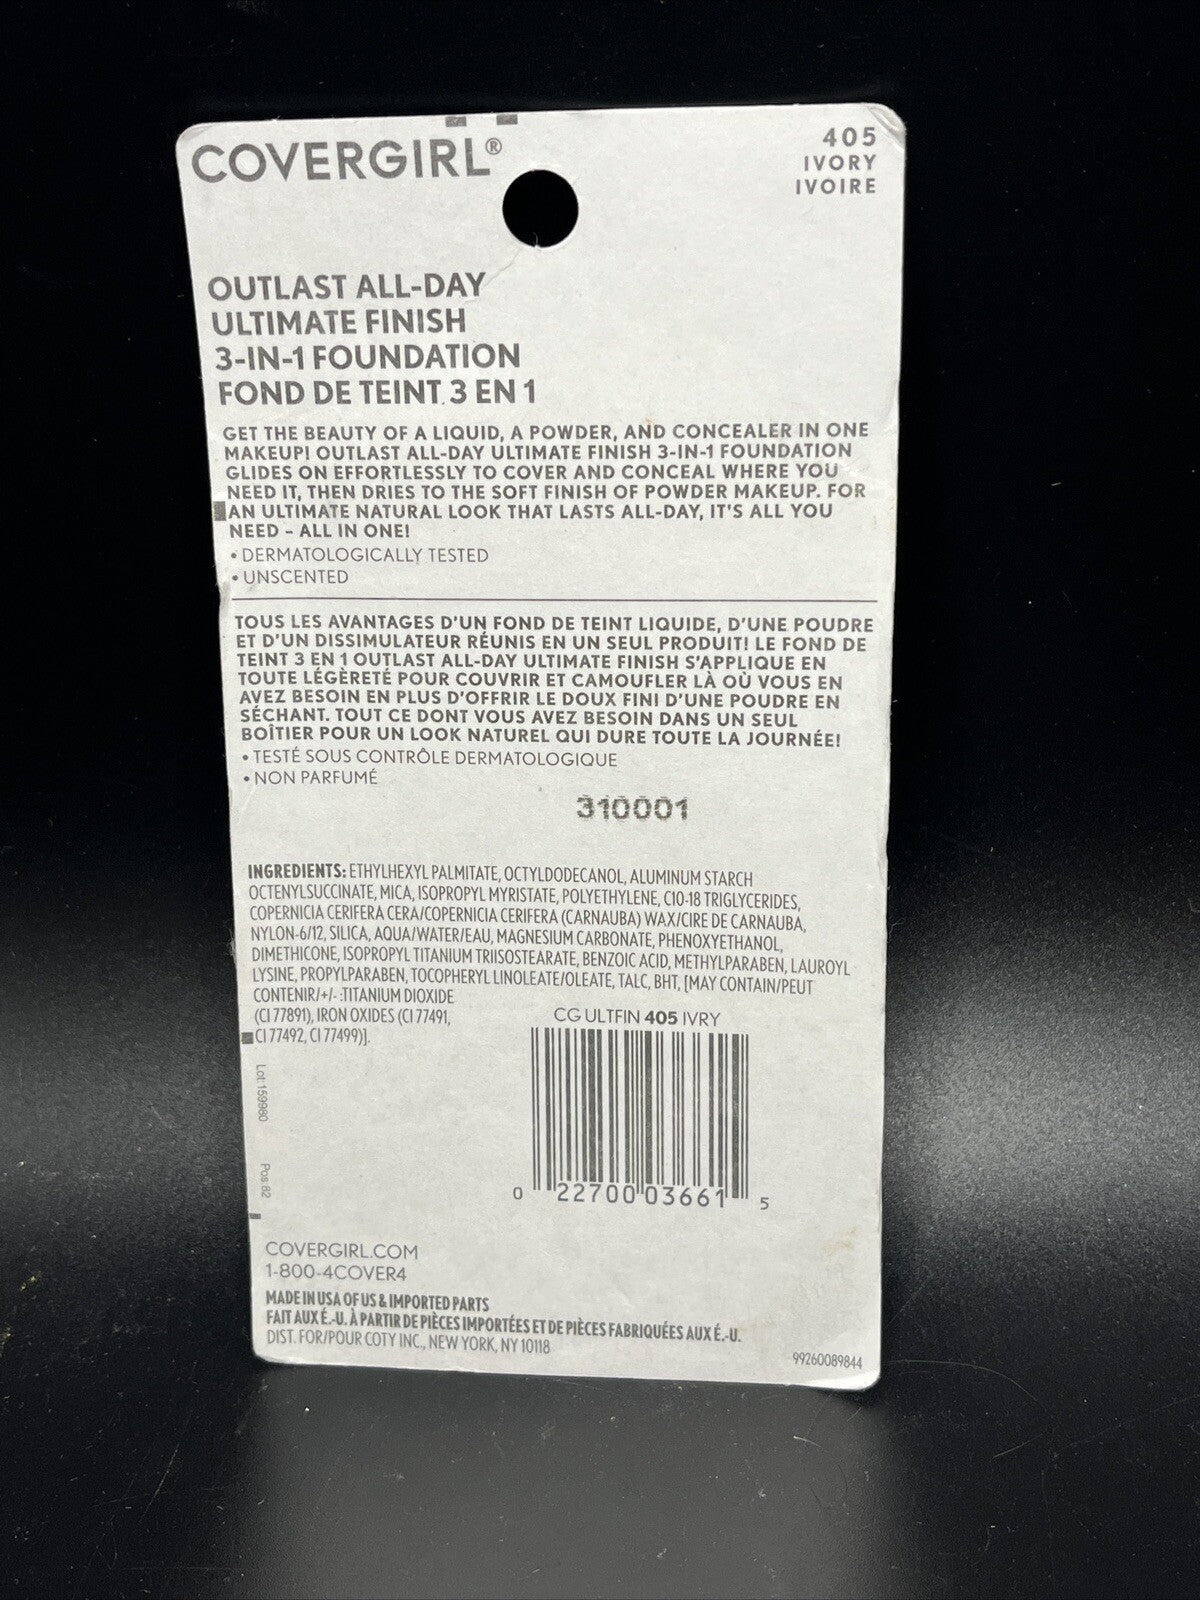 COVERGIRL®
405
IVORY
IVOIRE
OUTLAST ALL-DAY
ULTIMATE FINISH
3-IN-1 FOUNDATION
FOND DE TEINT 3 EN 1
GET THE BEAUTY OF A LIQUID, A POWDER, AND CONCEALER IN ONE
MAKEUP! OUTLAST ALL-DAY ULTIMATE FINISH 3-IN-1 FOUNDATION
GLIDES ON EFFORTLESSLY TO COVER AND CONCEAL WHERE YOU
NEED IT, THEN DRIES TO THE SOFT FINISH OF POWDER MAKEUP. FOR
AN ULTIMATE NATURAL LOOK THAT LASTS ALL-DAY, IT'S ALL YOU
NEED – ALL IN ONE!
• DERMATOLOGICALLY TESTED
• UNSCENTED
TOUS LES AVANTAGES D'UN FOND DE TEINT LIQUIDE, D'UNE POUDRE
ET D'UN DISSIMULATEUR RÉUNIS EN UN SEUL PRODUIT! LE FOND DE
TEINT 3 EN 1 OUTLAST ALL-DAY ULTIMATE FINISH S'APPLIQUE EN
TOUTE LÉGÈRETÉ POUR COUVRIR ET CAMOUFLER LÀ OÙ VOUS EN
AVEZ BESOIN EN PLUS D'OFFRIR LE DOUX FINI D'UNE POUDRE EN
SÉCHANT. TOUT CE DONT VOUS AVEZ BESOIN DANS UN SEUL
BOÎTIER POUR UN LOOK NATUREL QUI DURE TOUTE LA JOURNÉE!
• TESTÉ SOUS CONTRÔLE DERMATOLOGIQUE
• NON PARFUMÉ
310001
INGREDIENTS: ETHYLHEXYL PALMITATE, OCTYLDODECANOL, ALUMINUM STARCH
OCTENYLSUCCINATE, MICA, ISOPROPYL MYRISTATE, POLYETHYLENE, C10-18 TRIGLYCERIDES,
COPERNICIA CERIFERA CERA/COPERNICIA CERIFERA (CARNAUBA) WAX/CIRE DE CARNAUBA,
NYLON-6/12, SILICA, AQUA/WATER/EAU, MAGNESIUM CARBONATE, PHENOXYETHANOL,
DIMETHICONE, ISOPROPYL TITANIUM TRIISOSTEARATE, BENZOIC ACID, METHYLPARABEN, LAUROYL
LYSINE, PROPYLPARABEN, TOCOPHERYL LINOLEATE/OLEATE, TALC, BHT, [MAY CONTAIN/PEUT
CONTENIR/+/- :TITANIUM DIOXIDE
(CI 77891), IRON OXIDES (CI 77491,
CI 77492, CI 77499)].
CG ULTFIN 405 IVRY
0 22700 03661 5
Lot:159980
Pos:82
COVERGIRL.COM
1-800-4COVER4
MADE IN USA OF US & IMPORTED PARTS
FAIT AUX É.-U. À PARTIR DE PIÈCES IMPORTÉES ET DE PIÈCES FABRIQUÉES AUX É.-U.
DIST. FOR/POUR COTY INC., NEW YORK, NY 10118
99260089844